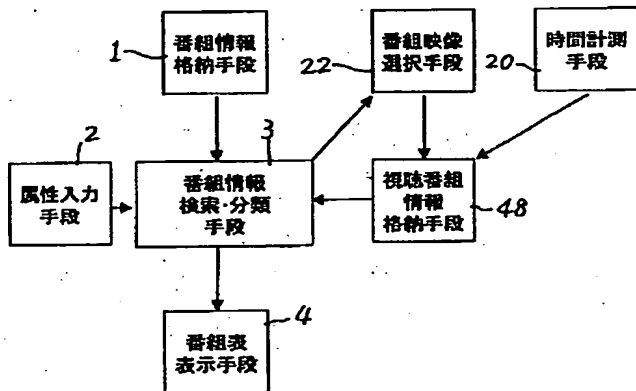 1
番組情報
格納手段
22
番組映像
選択手段
20
時間計測
手段
2
属性入力
手段
3
番組情報
検索・分類
手段
視聴番組
情報
格納手段
48
4
番組表
表示手段